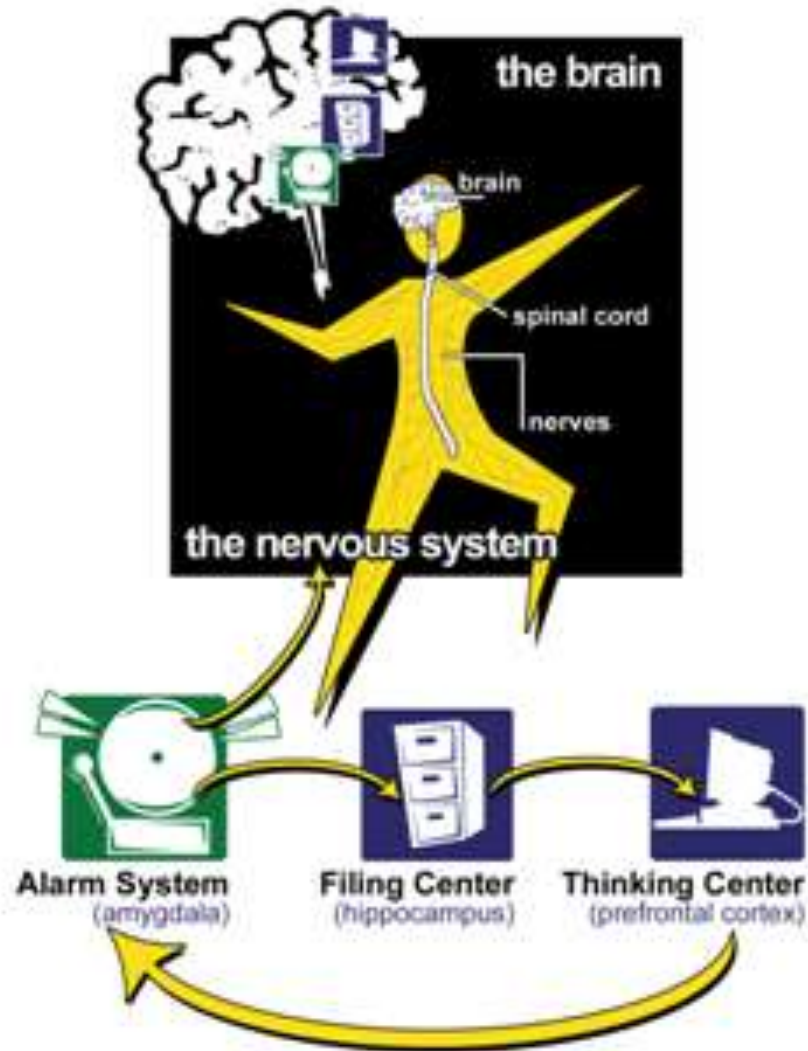 the brain
brain
spinal cord
nerves
the nervous system
Alarm System
(amygdala)
Filing Center
(hippocampus)
Thinking Center
(prefrontal cortex)